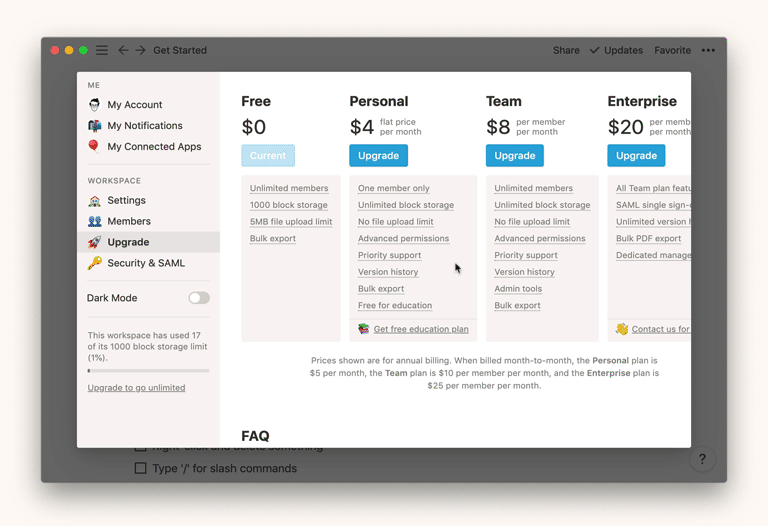 Get Started
Share
Updates
Favorite
ME
My Account
My Notifications
My Connected Apps
WORKSPACE
Settings
Members
Upgrade
Security & SAML
Dark Mode
This workspace has used 17
of its 1000 block storage limit
(1%).
Upgrade to go unlimited
Free
$0
Current
Unlimited members
1000 block storage
5MB file upload limit
Bulk export
Personal
$4 flat price
per month
Upgrade
One member only
Unlimited block storage
No file upload limit
Advanced permissions
Priority support
Version history
Bulk export
Free for education
Get free education plan
Team
$8 per member
per month
Upgrade
Unlimited members
Unlimited block storage
No file upload limit
Advanced permissions
Priority support
Version history
Admin tools
Bulk export
Enterprise
$20 per memb
per month
Upgrade
All Team plan featu
SAML single sign-
Unlimited version h
Bulk PDF export
Dedicated manage
Contact us for
Prices shown are for annual billing. When billed month-to-month, the Personal plan is
$5 per month, the Team plan is $10 per member per month, and the Enterprise plan is
$25 per member per month.
FAQ
Type '/' for slash commands
?